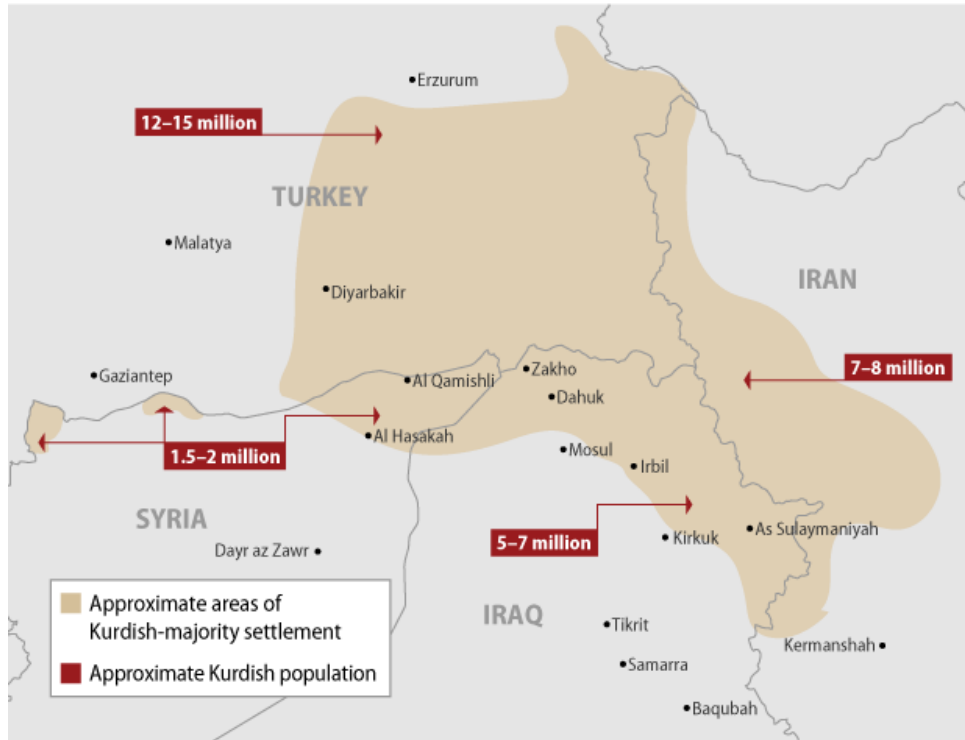 Erzurum
12–15 million
TURKEY
Malatya
IRAN
Diyarbakir
Gaziantep
Al Qamishli
Zakho
7–8 million
Dahuk
Al Hasakah
1.5–2 million
Mosul
Irbil
SYRIA
5–7 million
Kirkuk
As Sulaymaniyah
Dayr az Zawr
Approximate areas of
Kurdish-majority settlement
Approximate Kurdish population
IRAQ
Tikrit
Kermanshah
Samarra
Baqubah